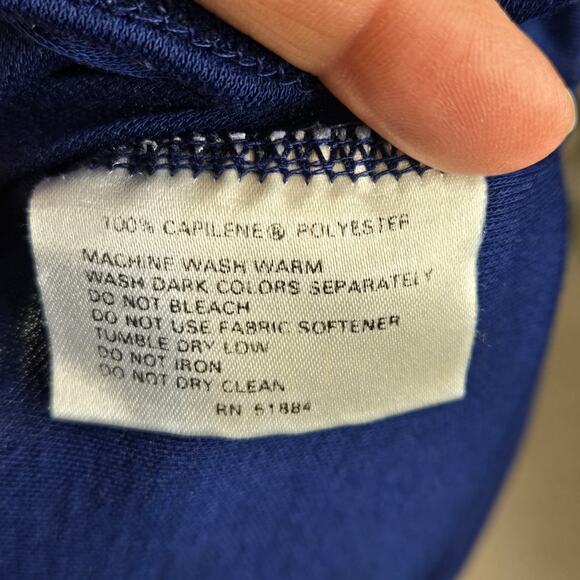 100% CAPILENE® POLYESTER
MACHINE WASH WARM
WASH DARK COLORS SEPARATELY
DO NOT BLEACH
DO NOT USE FABRIC SOFTENER
TUMBLE DRY LOW
DO NOT IRON
DO NOT DRY CLEAN
RN 51884